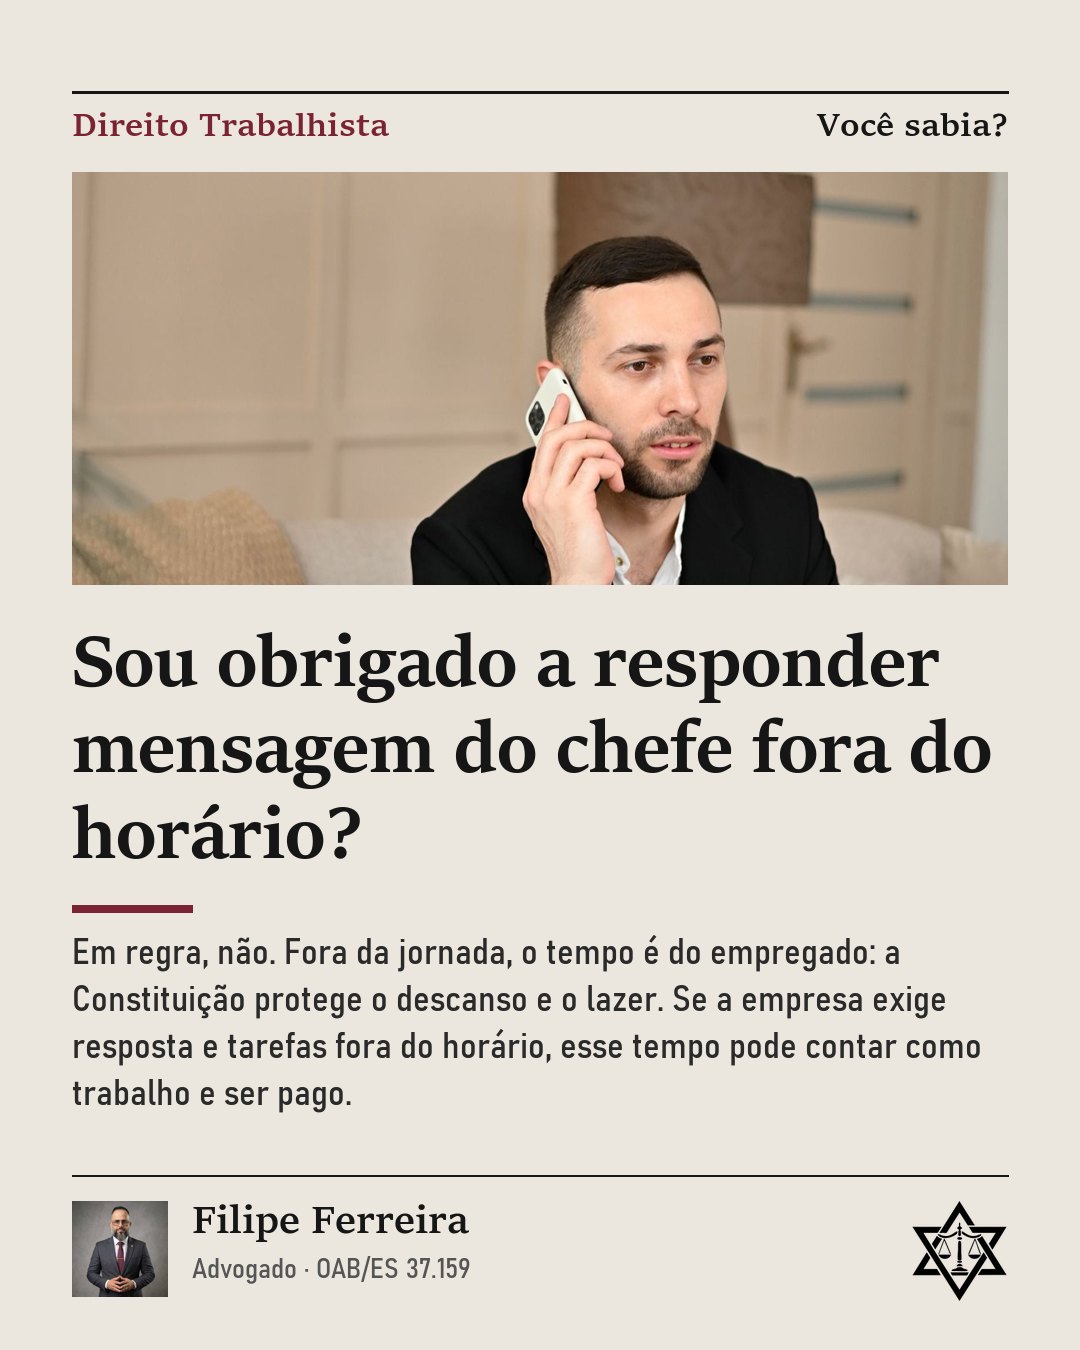 Direito Trabalhista
Você sabia?
Sou obrigado a responder
mensagem do chefe fora do
horário?
Em regra, não. Fora da jornada, o tempo é do empregado: a
Constituição protege o descanso e o lazer. Se a empresa exige
resposta e tarefas fora do horário, esse tempo pode contar como
trabalho e ser pago.
Filipe Ferreira
Advogado · OAB/ES 37.159